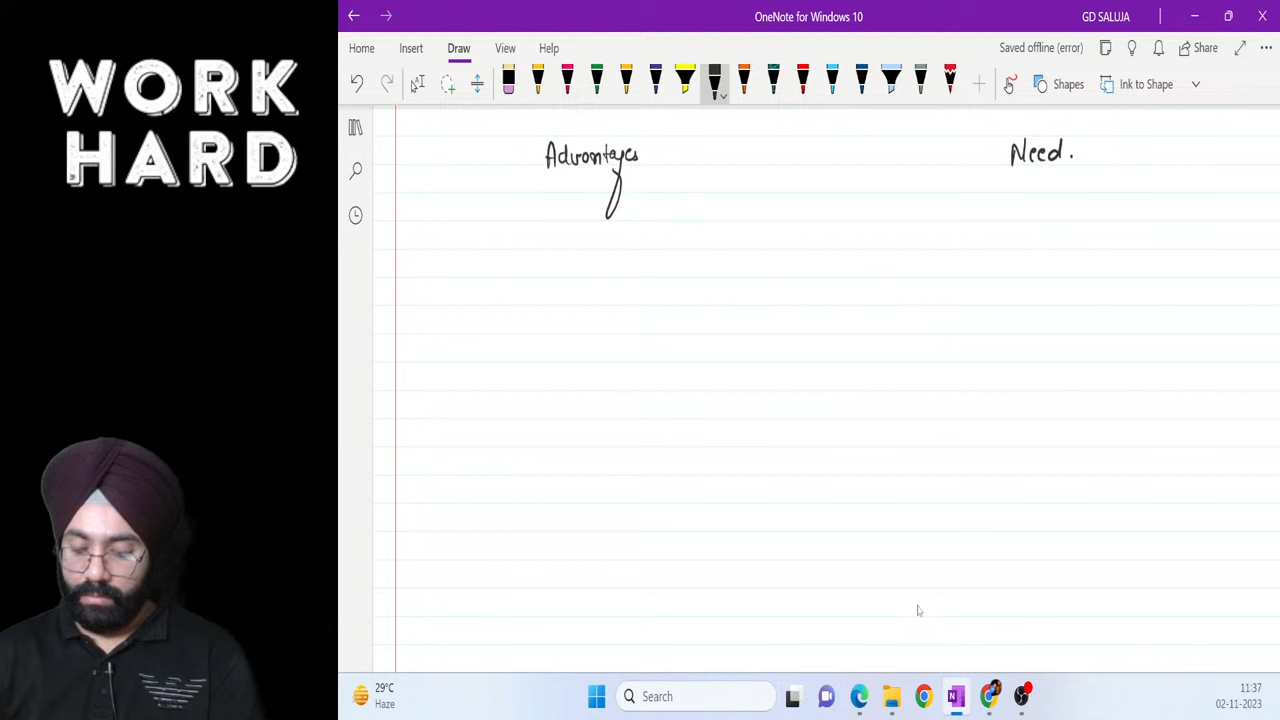 WORK
HARD
OneNote for Windows 10
GD SALUJA
Home Insert Draw View Help
Saved offline (error)
Share
Shapes
Ink to Shape
Advantages
Need.
29°C
Haze
Search
11:37
02-11-2023